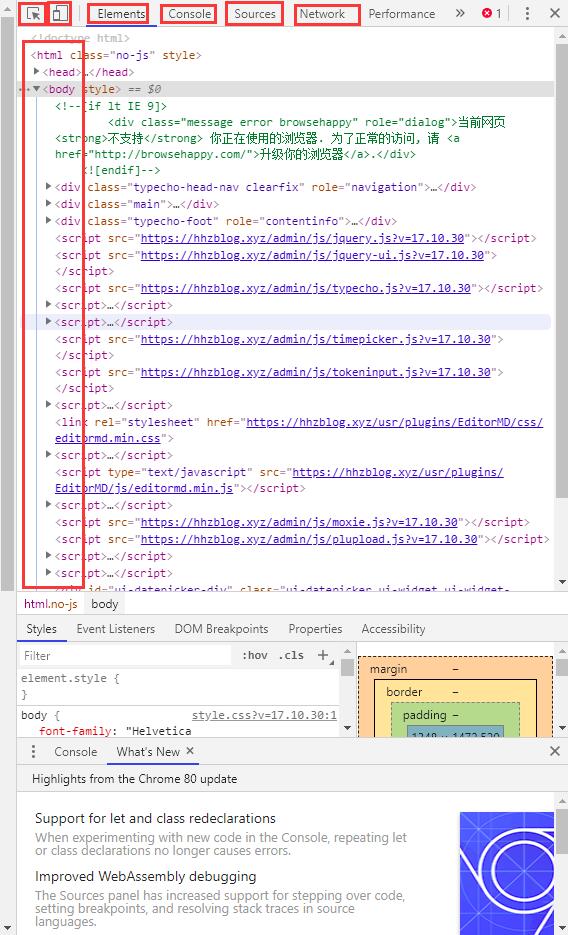 Elements Console Sources Network Performance » 1
<!doctype html>
<html class="no-js" style>
<head>…</head>
<body style> == $0
<!--[if lt IE 9]>
<div class="message error browsehappy" role="dialog">当前网页
<strong>不支持</strong> 你正在使用的浏览器. 为了正常的访问, 请 <a
href="http://browsehappy.com/">升级你的浏览器</a>.</div>
<![endif]-->
<div class="typecho-head-nav clearfix" role="navigation">…</div>
<div class="main">…</div>
<div class="typecho-foot" role="contentinfo">…</div>
<script src="https://hhzblog.xyz/admin/js/jquery.js?v=17.10.30"></script>
<script src="https://hhzblog.xyz/admin/js/jquery-ui.js?v=17.10.30">
</script>
<script src="https://hhzblog.xyz/admin/js/typecho.js?v=17.10.30"></script>
<script>…</script>
<script>…</script>
<script src="https://hhzblog.xyz/admin/js/timepicker.js?v=17.10.30">
</script>
<script src="https://hhzblog.xyz/admin/js/tokeninput.js?v=17.10.30">
</script>
<script>…</script>
<link rel="stylesheet" href="https://hhzblog.xyz/usr/plugins/EditorMD/css/
editormd.min.css">
<script>…</script>
<script type="text/javascript" src="https://hhzblog.xyz/usr/plugins/
EditorMD/js/editormd.min.js"></script>
<script>…</script>
<script src="https://hhzblog.xyz/admin/js/moxie.js?v=17.10.30"></script>
<script src="https://hhzblog.xyz/admin/js/plupload.js?v=17.10.30"></script>
<script>…</script>
<script>…</script>
html.no-js body
Styles Event Listeners DOM Breakpoints Properties Accessibility
Filter :hov .cls +
element.style {
}
body { style.css?v=17.10.30:1
font-family: "Helvetica
margin –
border –
padding –
Console What's New
Highlights from the Chrome 80 update
Support for let and class redeclarations
When experimenting with new code in the Console, repeating let
or class declarations no longer causes errors.
Improved WebAssembly debugging
The Sources panel has increased support for stepping over code,
setting breakpoints, and resolving stack traces in source
languages.